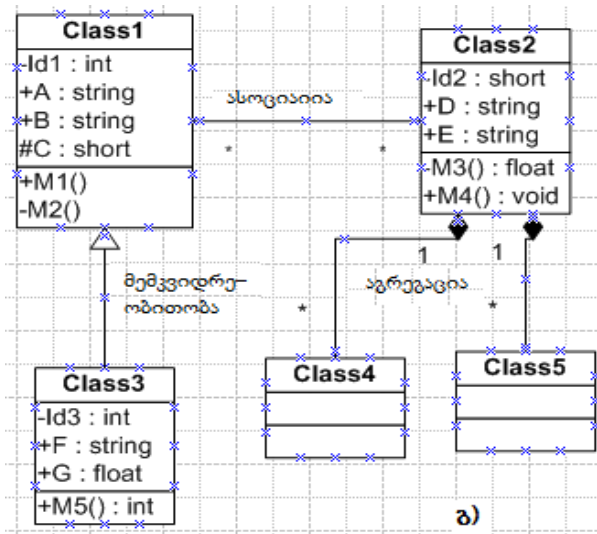 Class1
-Id1 : int
+A : string
+B : string
#C : short
+M1()
-M2()
ასოციაიია
*
*
Class2
-Id2 : short
+D : string
+E : string
-M3() : float
+M4() : void
1
1
აგრეგაცია
*
*
მემკვიდრე–
ობითობა
Class3
-Id3 : int
+F : string
+G : float
+M5() : int
Class4
Class5
გ)